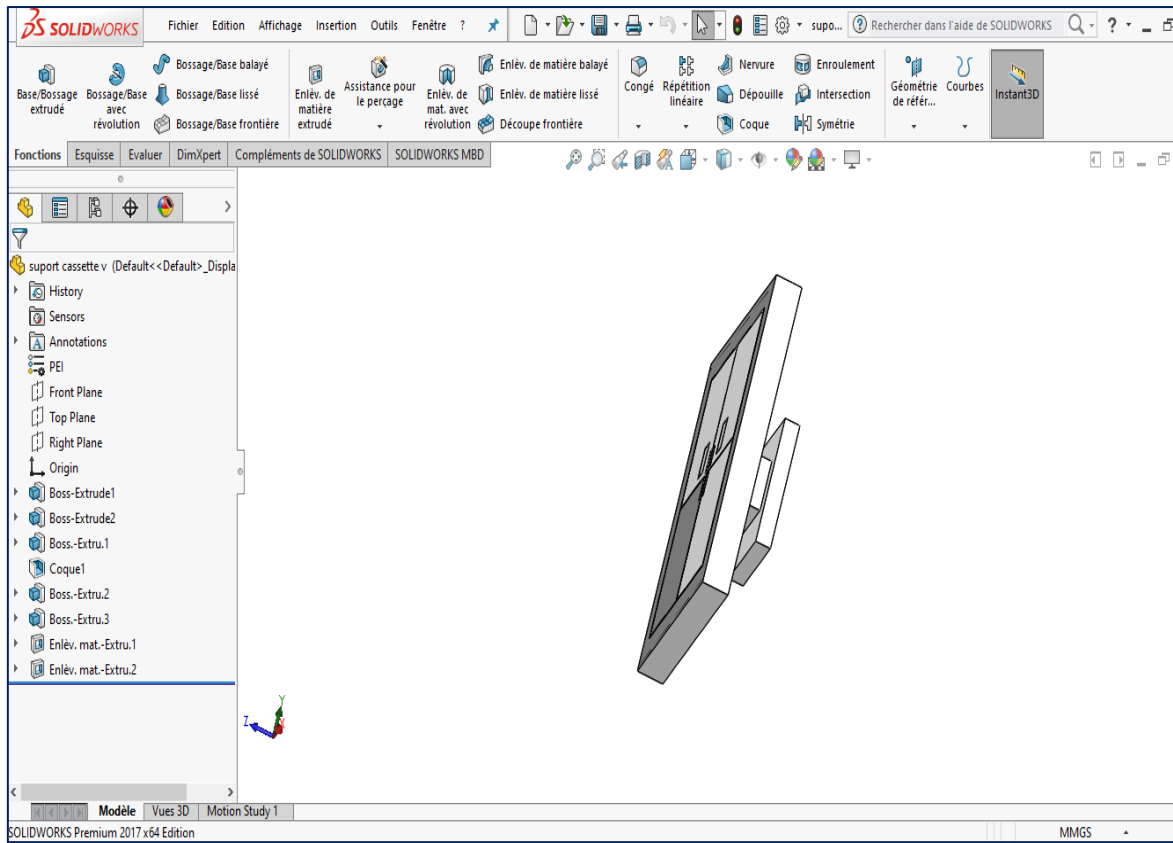 SOLIDWORKS Fichier Edition Affichage Insertion Outils Fenêtre ? supo... Rechercher dans l'aide de SOLIDWORKS ?
Base/Bossage extrudé
Bossage/Base avec révolution
Bossage/Base balayé
Bossage/Base lissé
Bossage/Base frontière
Enlèv. de matière extrudé
Assistance pour le perçage
Enlèv. de mat. avec révolution
Enlèv. de matière balayé
Enlèv. de matière lissé
Découpe frontière
Congé
Répétition linéaire
Nervure
Dépouille
Coque
Enroulement
Intersection
Symétrie
Géométrie de référ...
Courbes
Instant3D
Fonctions Esquisse Evaluer DimXpert Compléments de SOLIDWORKS SOLIDWORKS MBD
suport cassette v (Default<<Default>_Displa
History
Sensors
A Annotations
PEI
Front Plane
Top Plane
Right Plane
Origin
Boss-Extrude1
Boss-Extrude2
Boss.-Extru.1
Coque1
Boss.-Extru.2
Boss.-Extru.3
Enlèv. mat.-Extru.1
Enlèv. mat.-Extru.2
Y
Z X
Modèle Vues 3D Motion Study 1
SOLIDWORKS Premium 2017 x64 Edition MMGS